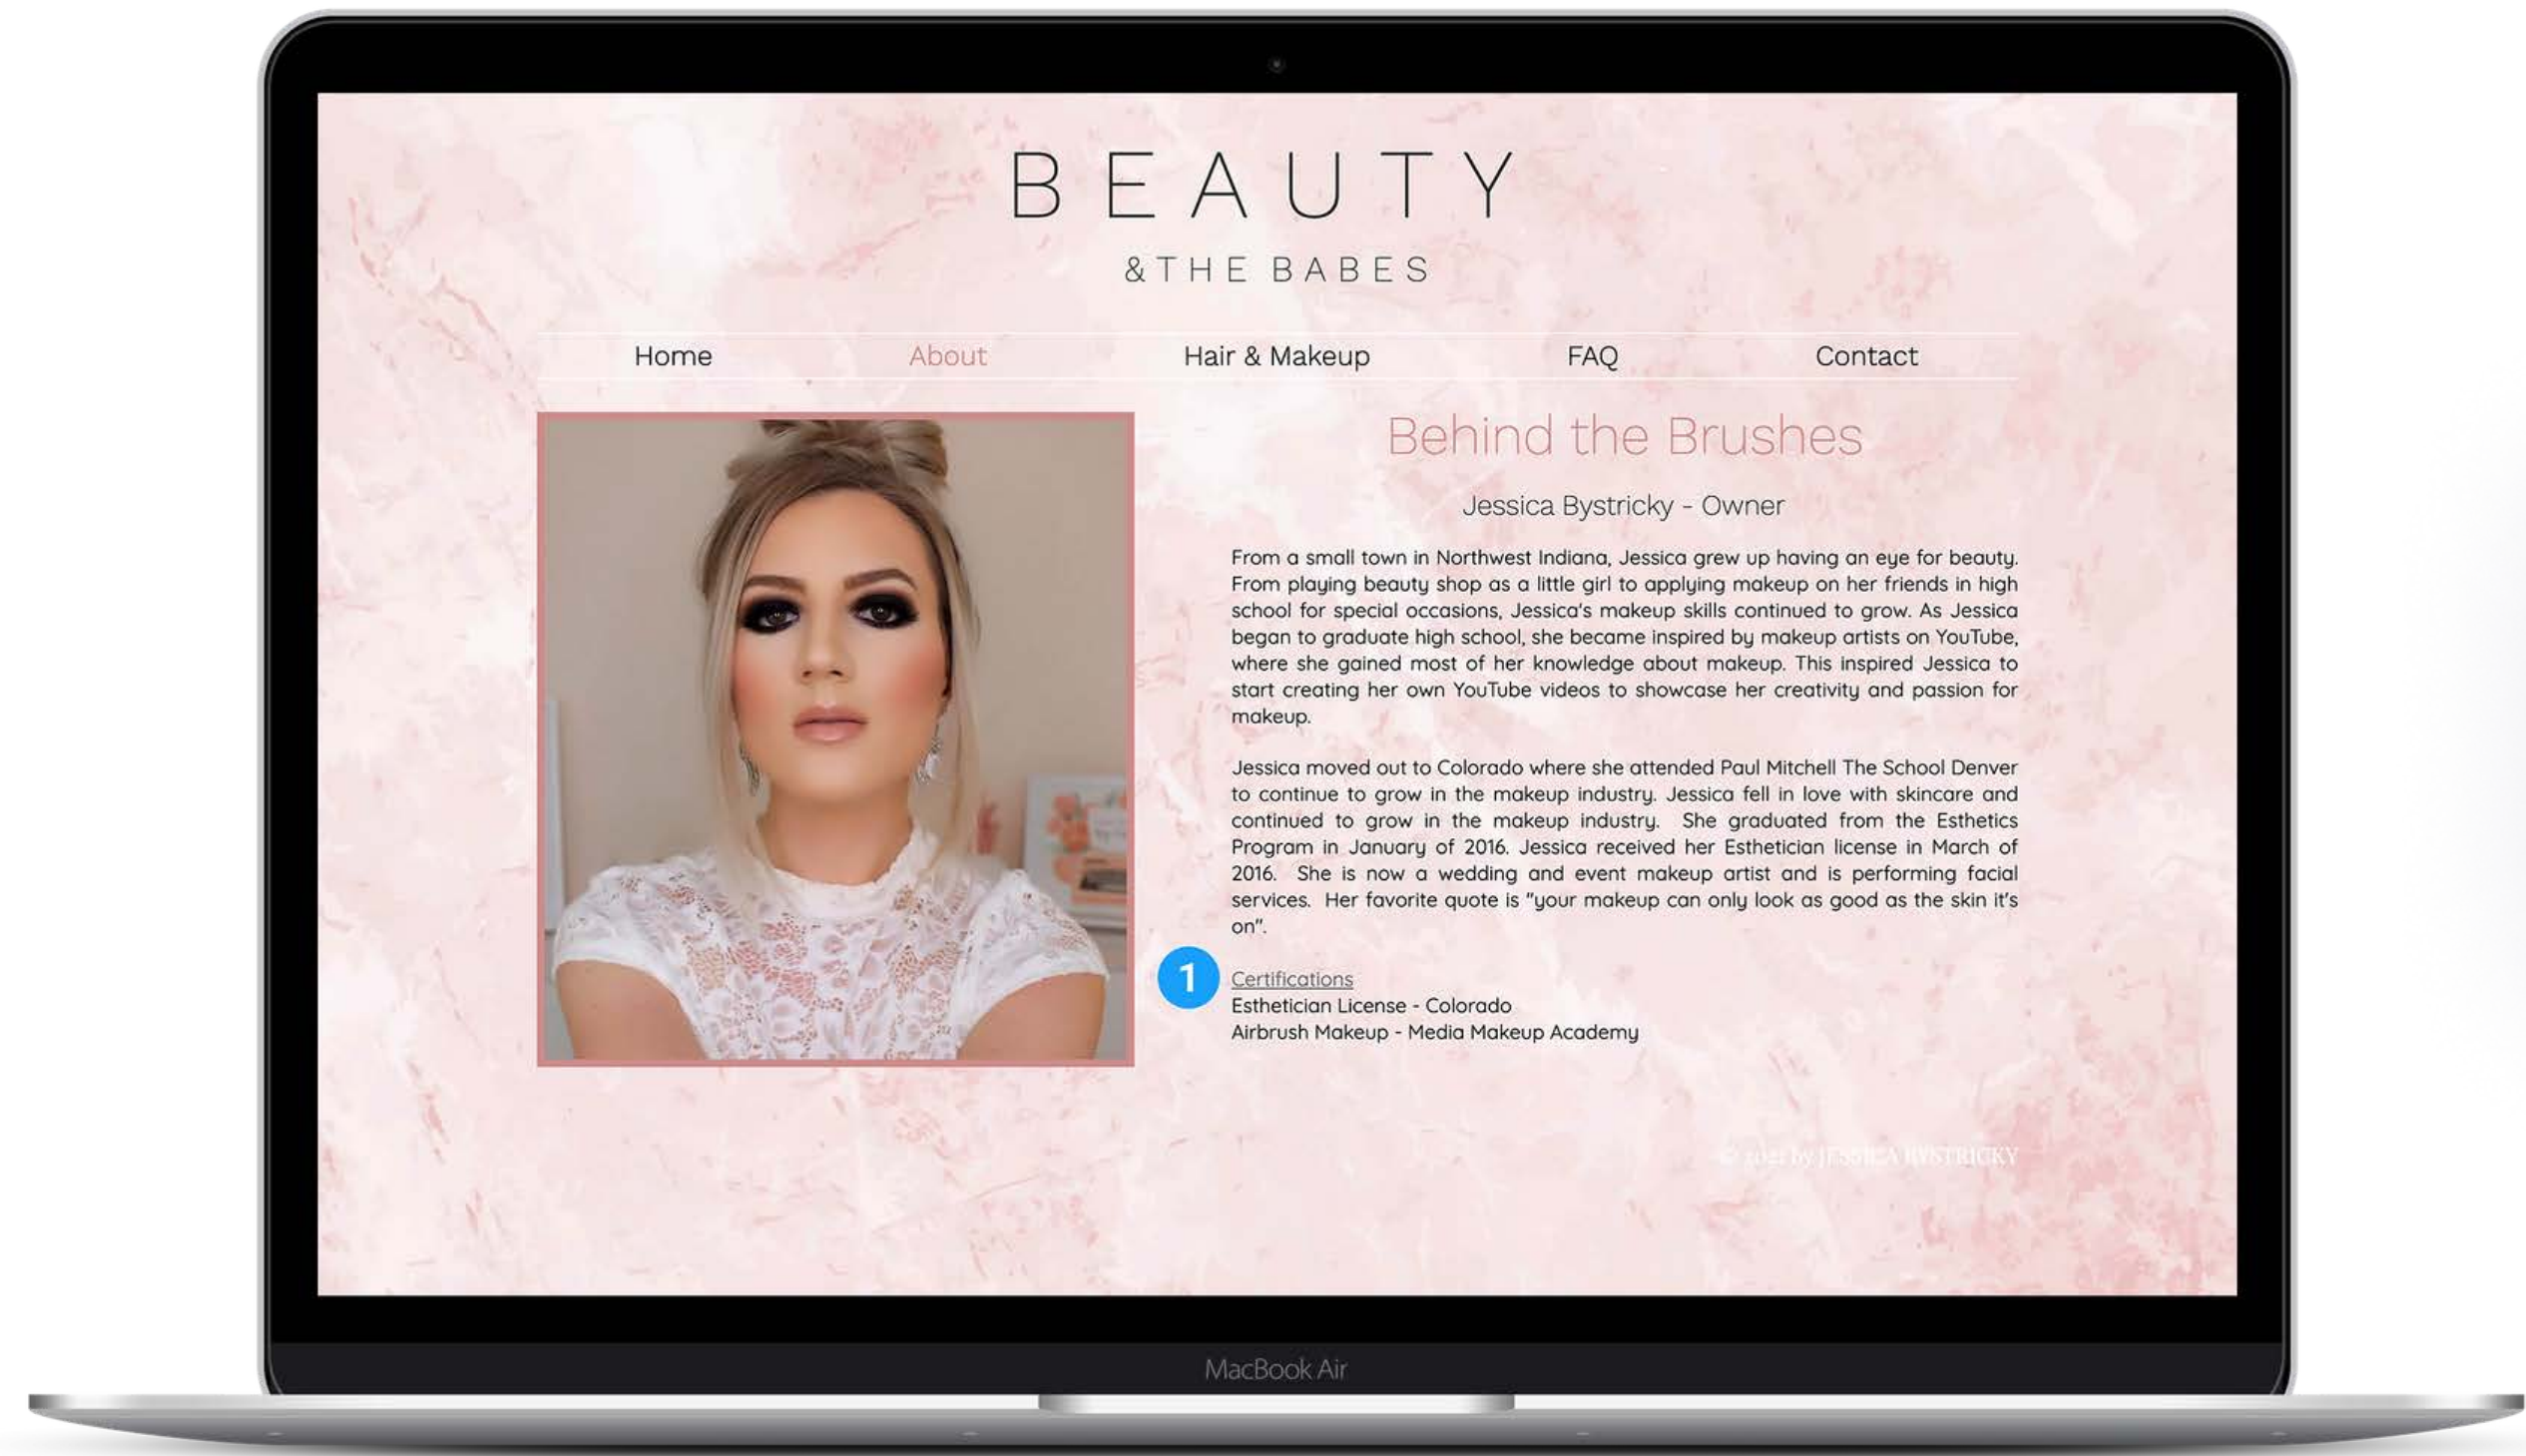 BEAUTY
&THE BABES
Home About Hair & Makeup FAQ Contact
Behind the Brushes
Jessica Bystricky - Owner
From a small town in Northwest Indiana, Jessica grew up having an eye for beauty.
From playing beauty shop as a little girl to applying makeup on her friends in high
school for special occasions, Jessica's makeup skills continued to grow. As Jessica
began to graduate high school, she became inspired by makeup artists on YouTube,
where she gained most of her knowledge about makeup. This inspired Jessica to
start creating her own YouTube videos to showcase her creativity and passion for
makeup.
Jessica moved out to Colorado where she attended Paul Mitchell The School Denver
to continue to grow in the makeup industry. Jessica fell in love with skincare and
continued to grow in the makeup industry. She graduated from the Esthetics
Program in January of 2016. Jessica received her Esthetician license in March of
2016. She is now a wedding and event makeup artist and is performing facial
services. Her favorite quote is "your makeup can only look as good as the skin it's
on".
1 Certifications
Esthetician License - Colorado
Airbrush Makeup - Media Makeup Academy
© 2021 by JESSICA BYSTRICKY
MacBook Air